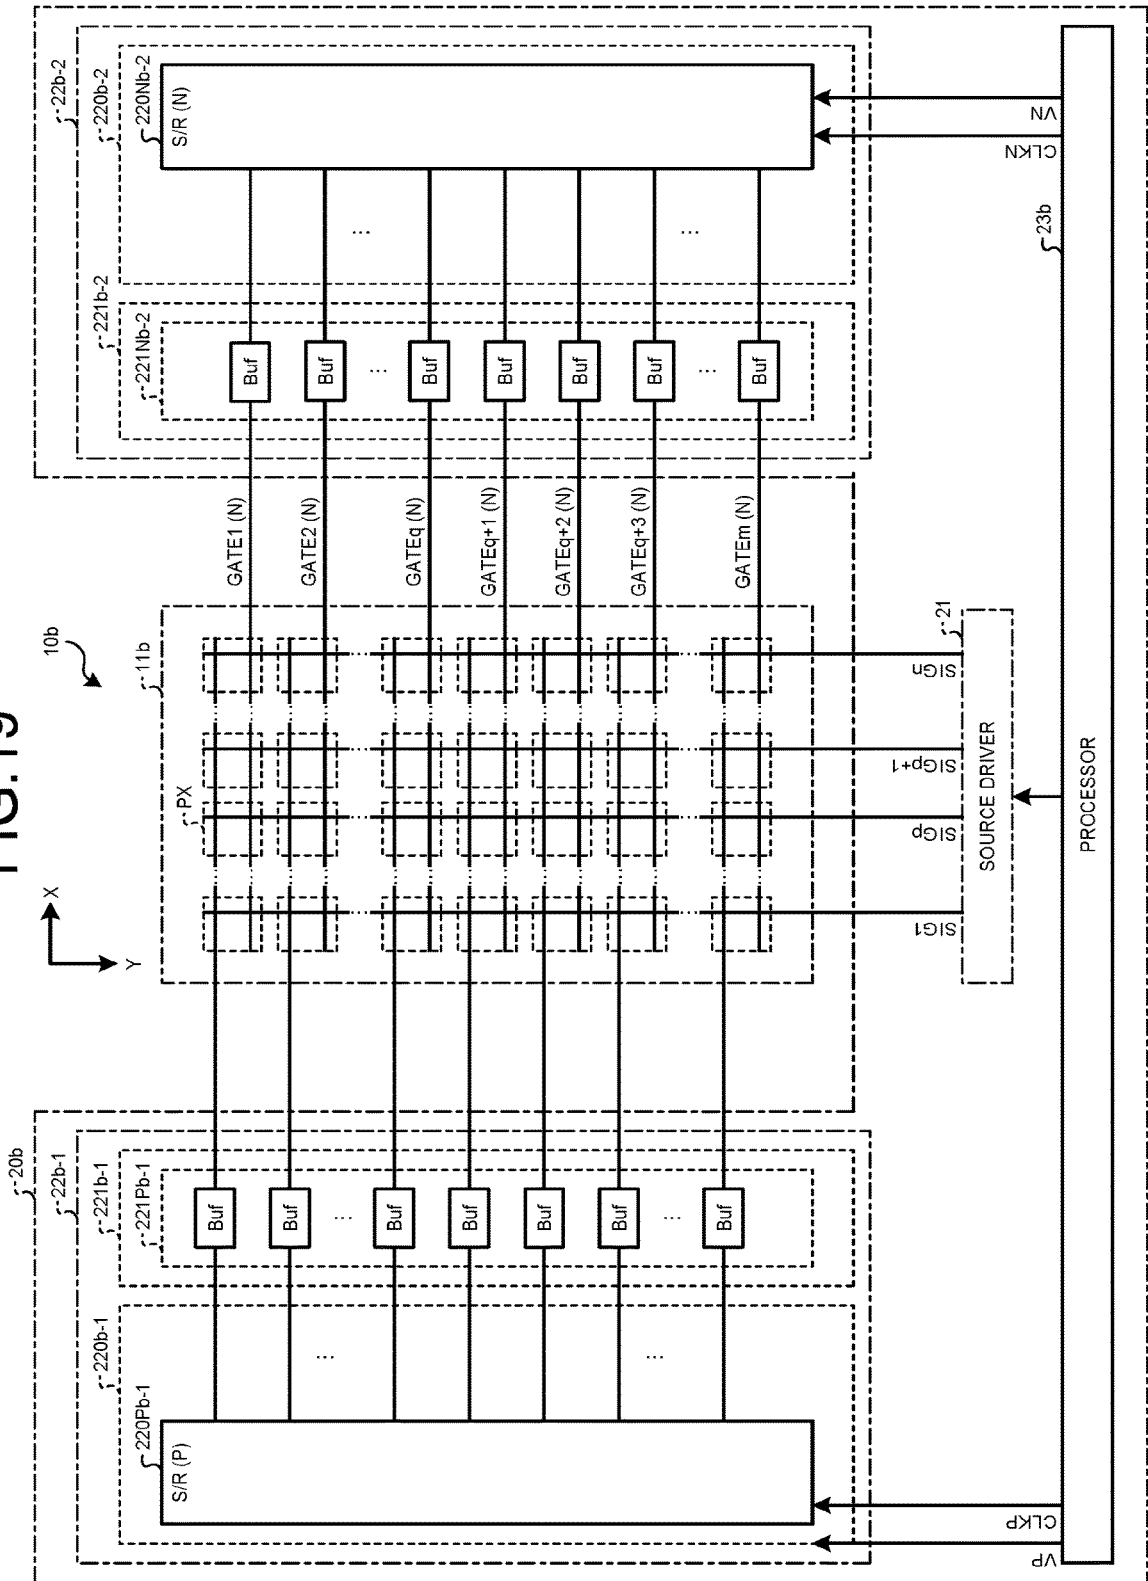 FIG.19
20b
22b-1
220b-1
221b-1
220Pb-1
221Pb-1
S/R (P)
Buf
Buf
...
Buf
Buf
Buf
Buf
...
Buf
...
...
X
Y
10b
11b
PX
GATE1 (N)
GATE2 (N)
GATEq (N)
GATEq+1 (N)
GATEq+2 (N)
GATEq+3 (N)
GATEm (N)
22b-2
221b-2
220b-2
221Nb-2
220Nb-2
S/R (N)
Buf
Buf
...
Buf
Buf
Buf
Buf
...
Buf
...
...
SIG1
SIGp
SIGp+1
SIGn
21
SOURCE DRIVER
VP
CLKP
CLKN
VN
23b
PROCESSOR